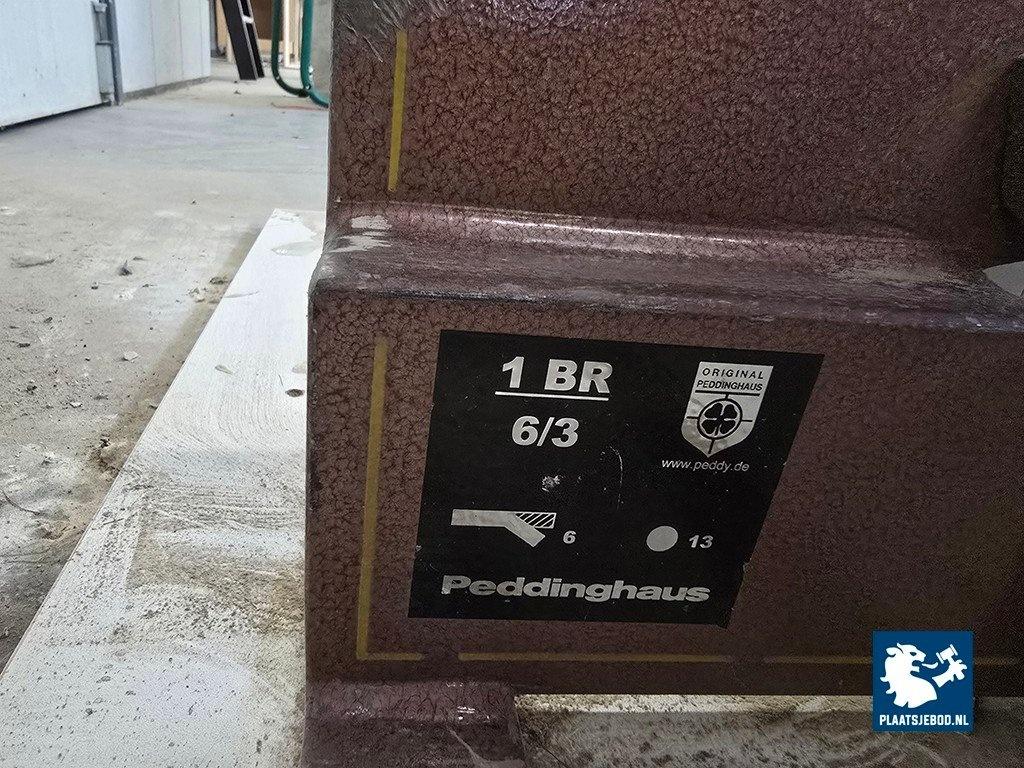 1 BR
6/3
ORIGINAL
PEDDINGHAUS
www.peddy.de
6
13
Peddinghaus
PLAATSJEBOD.NL